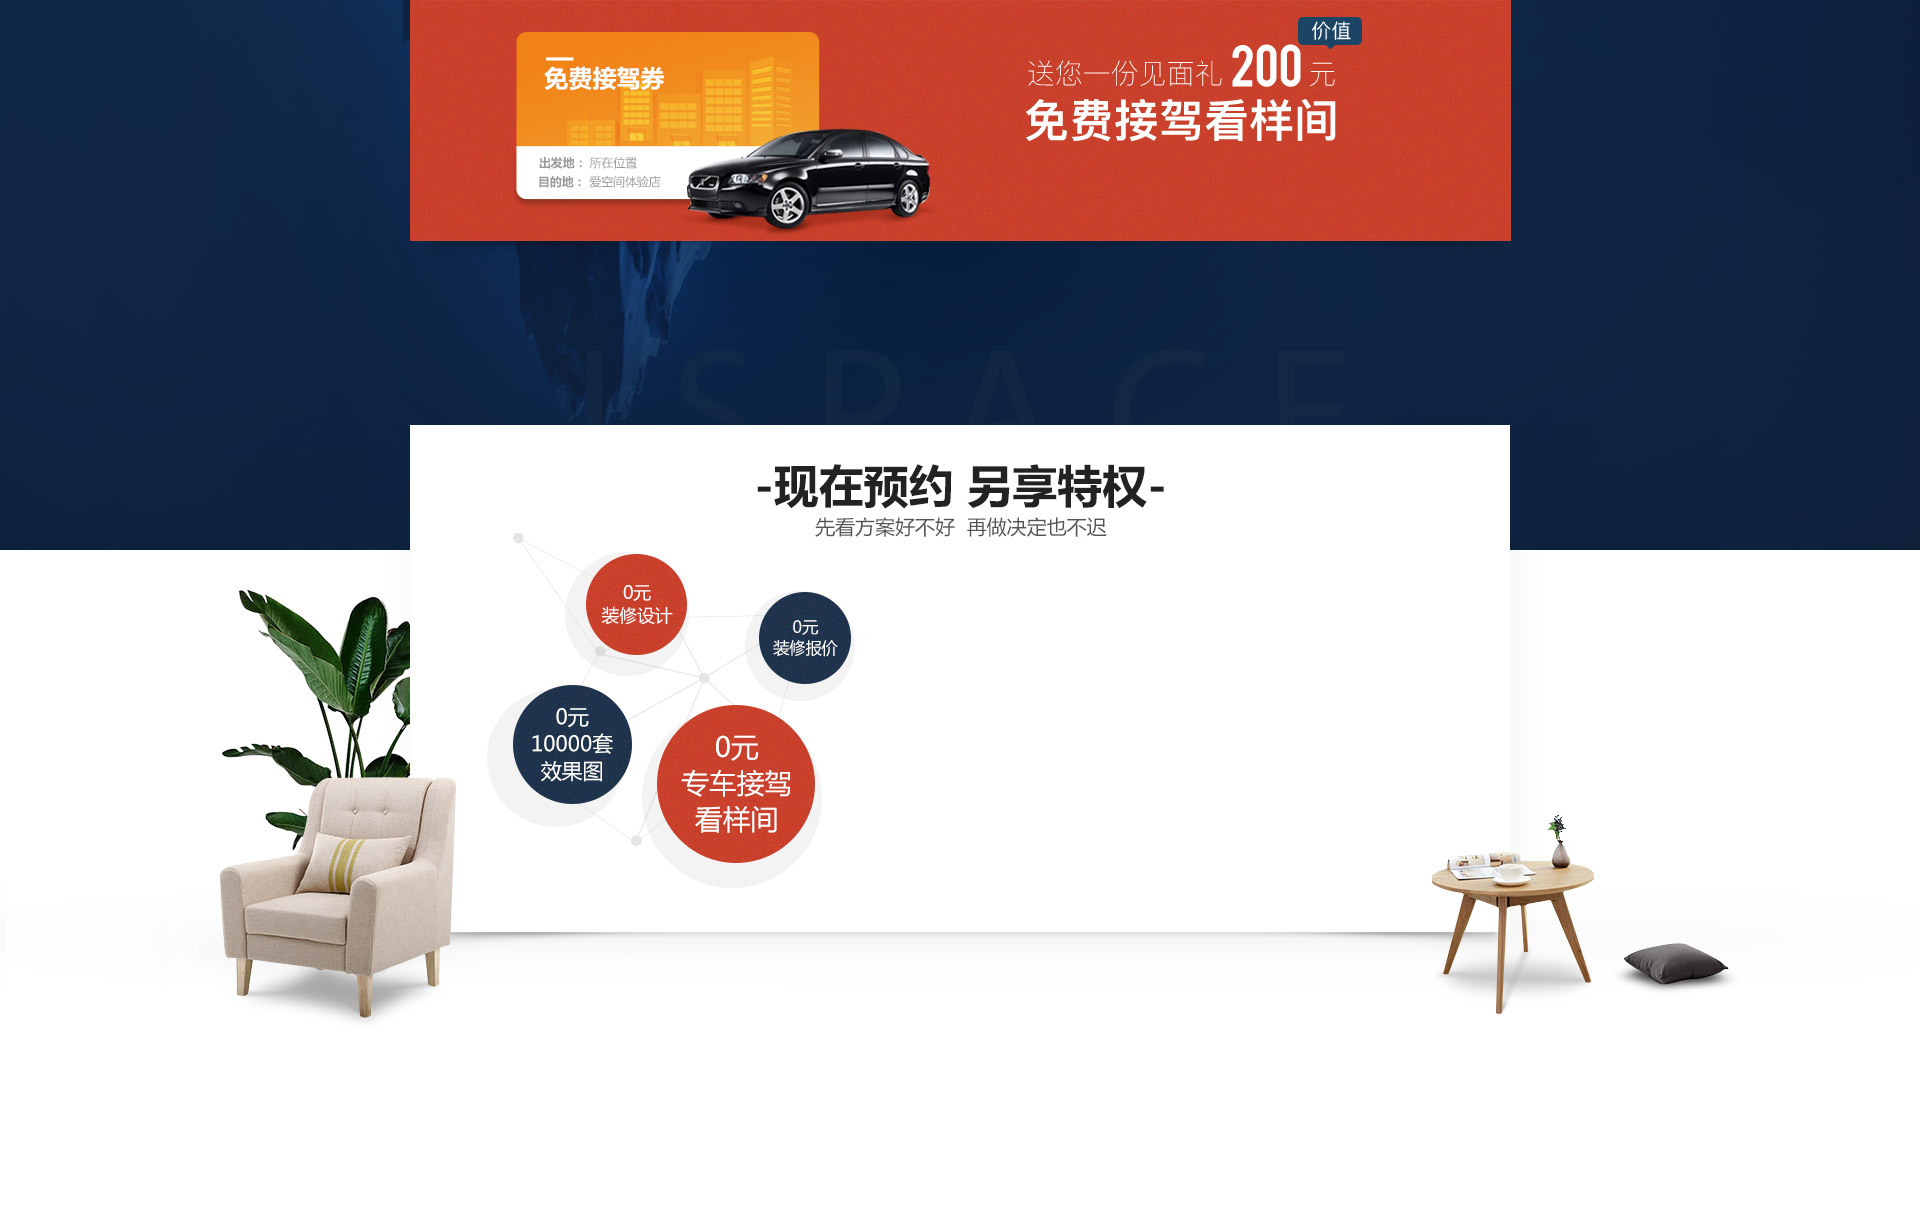 免费接驾券
出发地： 所在位置
目的地： 爱空间体验店
价值
送您一份见面礼 200 元
免费接驾看样间
ISPACE
-现在预约 另享特权-
先看方案好不好 再做决定也不迟
0元
装修设计
0元
装修报价
0元
10000套
效果图
0元
专车接驾
看样间